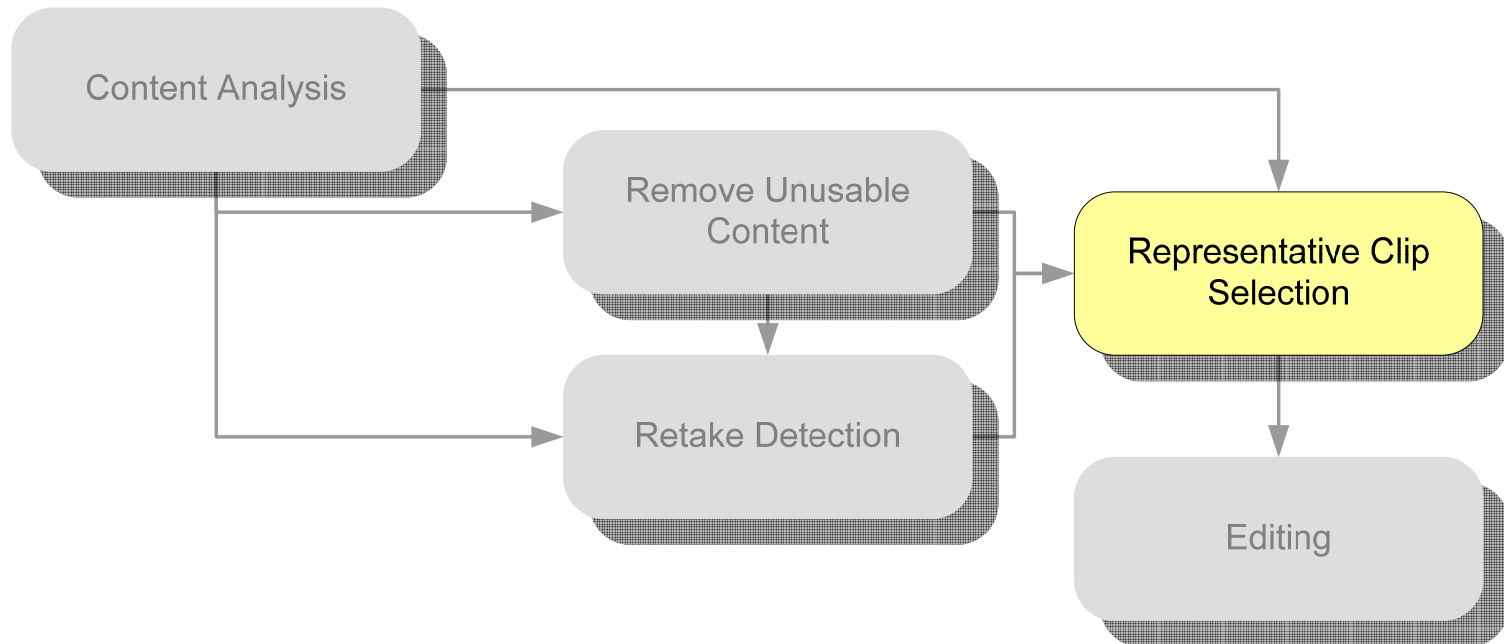 Content Analysis
Remove Unusable
Content
Representative Clip
Selection
Retake Detection
Editing